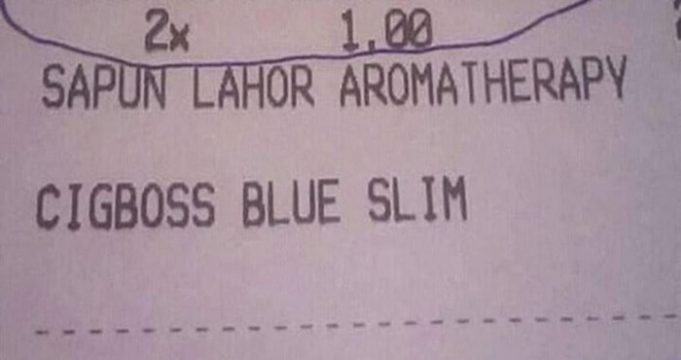 2x 1.00
SAPUN LAHOR AROMATHERAPY
CIGBOSS BLUE SLIM